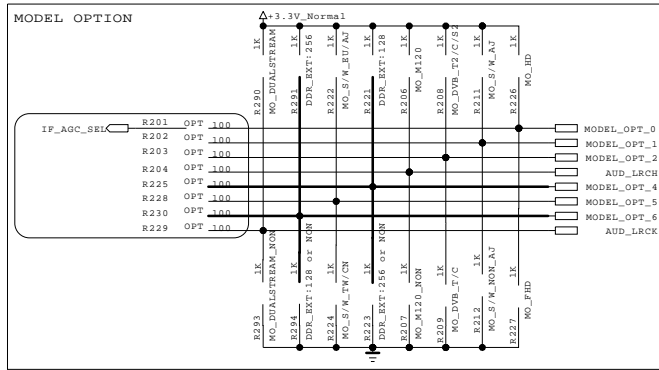 MODEL OPTION
+3.3V_Normal
1K
R290
MO_DUALSTREAM
1K
R291
DDR_EXT:256
1K
R222
MO_S/W_EU/AJ
1K
R221
DDR_EXT:128
1K
R206
MO_M120
1K
R208
MO_DVB_T2/C/S2
1K
R211
MO_S/W_AJ
1K
R226
MO_HD
IF_AGC_SEL
R201 OPT 100
R202 OPT 100
R203 OPT 100
R204 OPT 100
R225 OPT 100
R228 OPT 100
R230 OPT 100
R229 OPT 100
MODEL_OPT_0
MODEL_OPT_1
MODEL_OPT_2
AUD_LRCH
MODEL_OPT_4
MODEL_OPT_5
MODEL_OPT_6
AUD_LRCK
1K
R293
MO_DUALSTREAM_NON
1K
R294
DDR_EXT:128 or NON
1K
R224
MO_S/W_TW/CN
1K
R223
DDR_EXT:256 or NON
1K
R207
MO_M120_NON
1K
R209
MO_DVB_T/C
1K
R212
MO_S/W_NON_AJ
1K
R227
MO_FHD